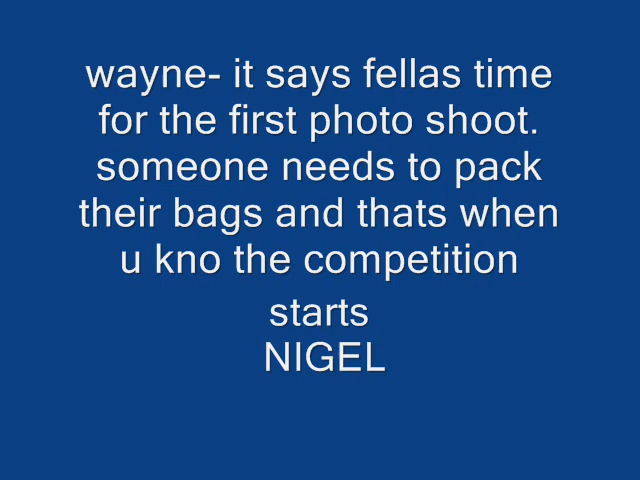 wayne- it says fellas time
for the first photo shoot.
someone needs to pack
their bags and thats when
u kno the competition
starts
NIGEL